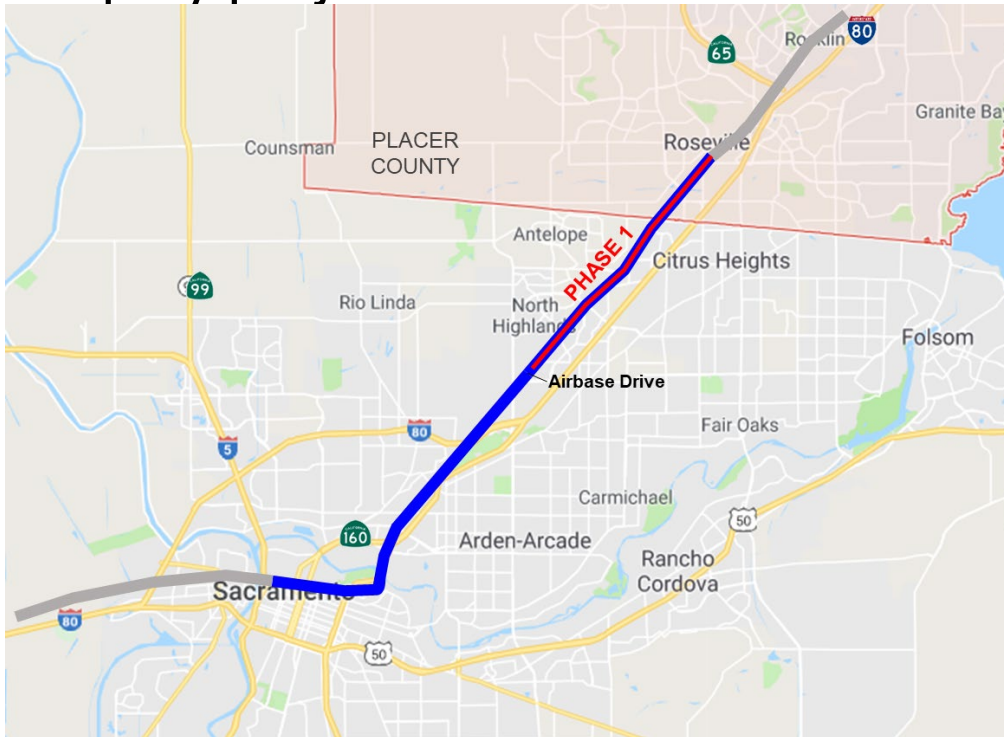 Rocklin
80
65
Granite Bay
Roseville
PLACER
COUNTY
Counsman
Antelope
Citrus Heights
PHASE 1
99
Rio Linda
North
Highlands
Folsom
Airbase Drive
80
5
Fair Oaks
Carmichael
50
CALIFORNIA
160
Arden-Arcade
Rancho
Cordova
Sacramento
80
50